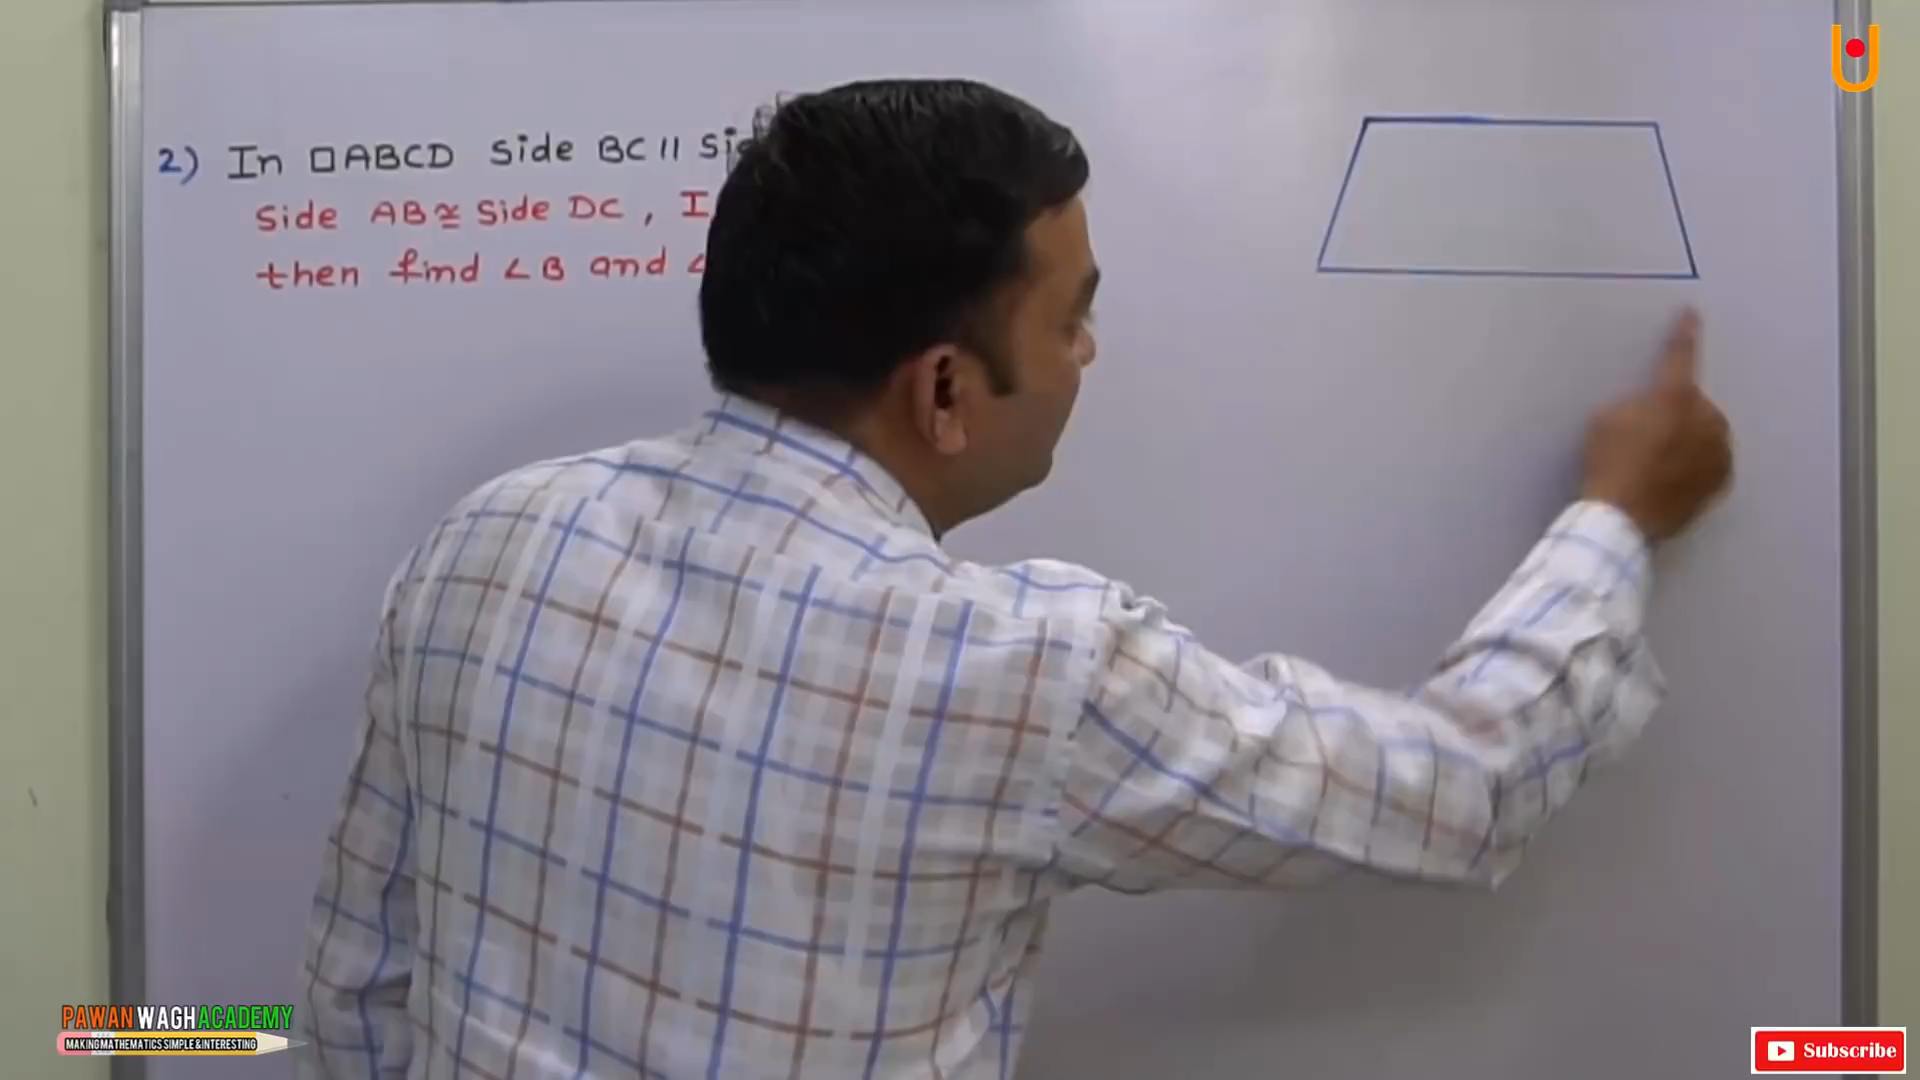 2) In □ABCD Side BC ||
Side AB ≅ Side DC ,
then find ∠B and
PAWAN WAGH ACADEMY
MAKING MATHEMATICS SIMPLE & INTERESTING
Subscribe